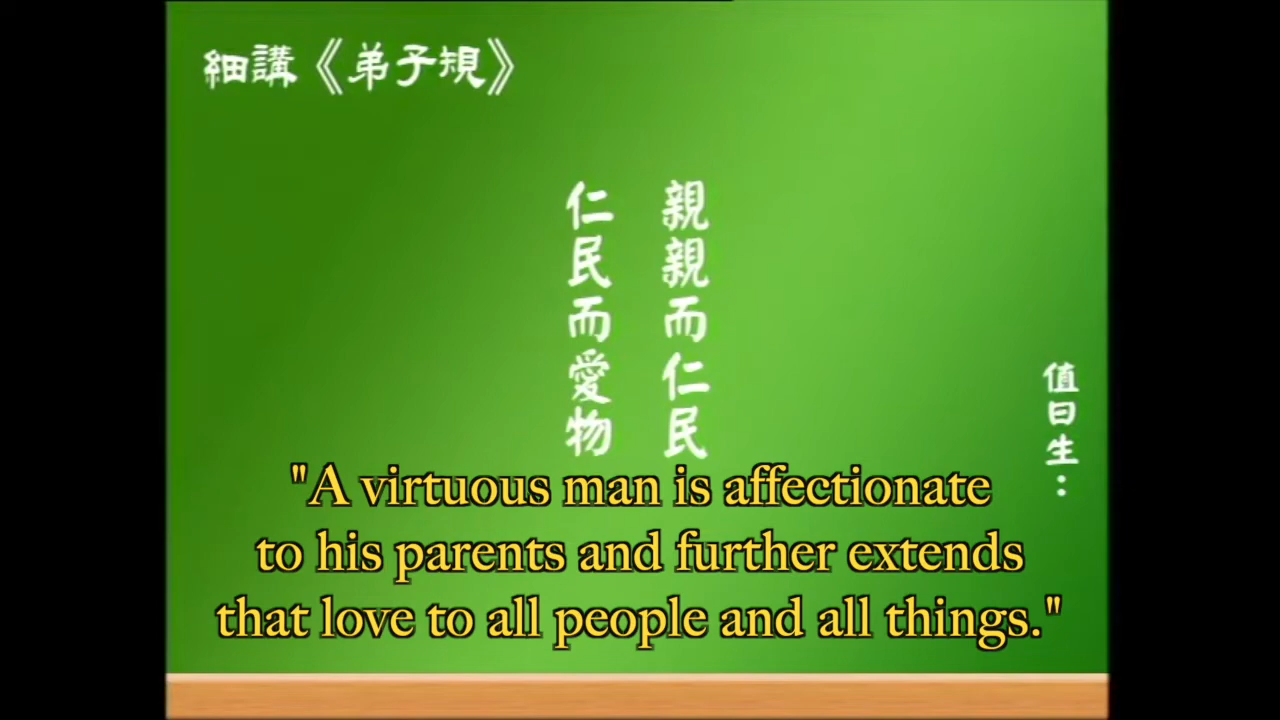 細講《弟子規》
親親而仁民
仁民而愛物
值日生：
"A virtuous man is affectionate
to his parents and further extends
that love to all people and all things."